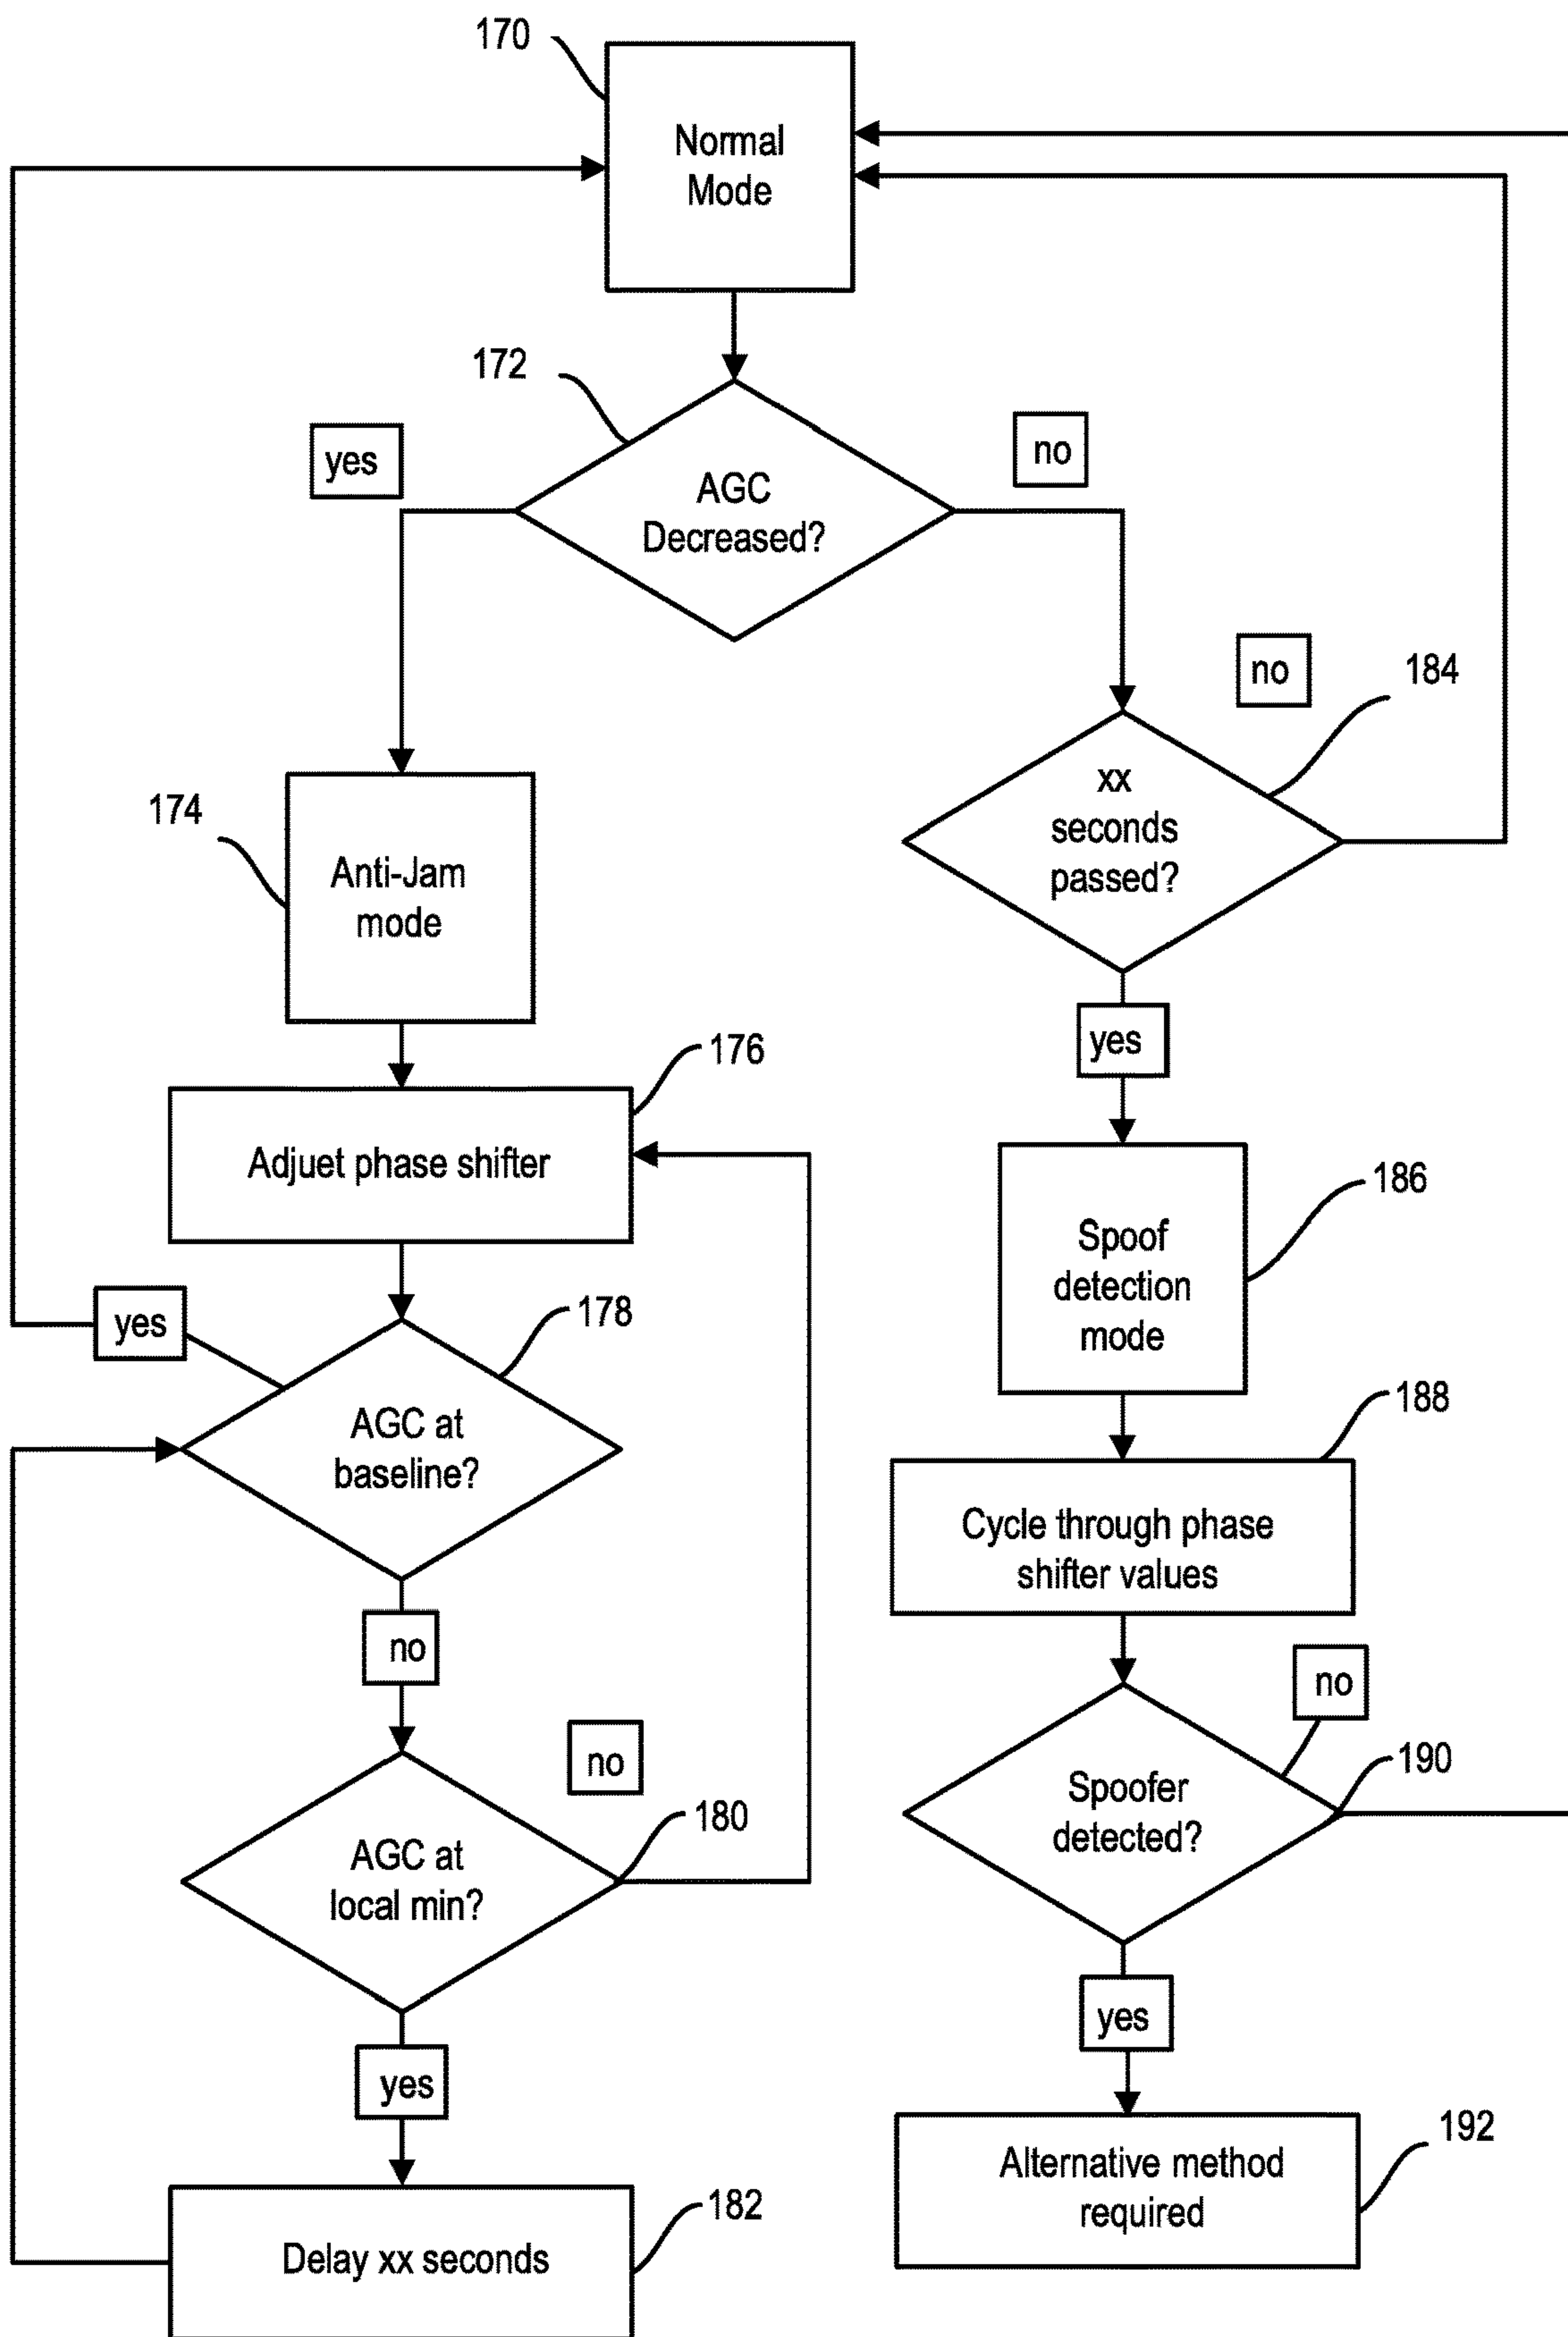 170
Normal
Mode
172
yes
no
AGC
Decreased?
no
184
xx
seconds
passed?
174
Anti-Jam
mode
yes
176
Adjuet phase shifter
186
Spoof
detection
mode
yes
178
AGC at
baseline?
188
Cycle through phase
shifter values
no
no
no
190
Spoofer
detected?
180
AGC at
local min?
yes
yes
192
Alternative method
required
182
Delay xx seconds